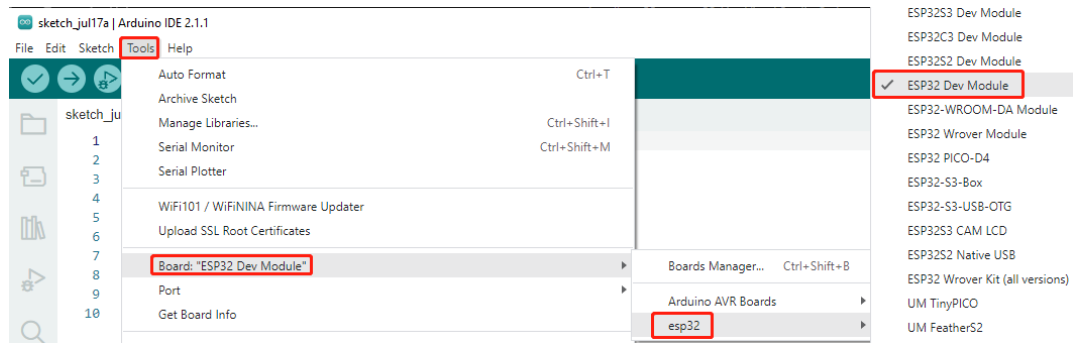 sketch_jul17a | Arduino IDE 2.1.1
File Edit Sketch Tools Help
Auto Format Ctrl+T
Archive Sketch
Manage Libraries... Ctrl+Shift+I
Serial Monitor Ctrl+Shift+M
Serial Plotter
WiFi101 / WiFiNINA Firmware Updater
Upload SSL Root Certificates
Board: "ESP32 Dev Module"
Port
Get Board Info
sketch_ju
1
2
3
4
5
6
7
8
9
10
Boards Manager... Ctrl+Shift+B
Arduino AVR Boards
esp32
ESP32S3 Dev Module
ESP32C3 Dev Module
ESP32S2 Dev Module
ESP32 Dev Module
ESP32-WROOM-DA Module
ESP32 Wrover Module
ESP32 PICO-D4
ESP32-S3-Box
ESP32-S3-USB-OTG
ESP32S3 CAM LCD
ESP32S2 Native USB
ESP32 Wrover Kit (all versions)
UM TinyPICO
UM FeatherS2